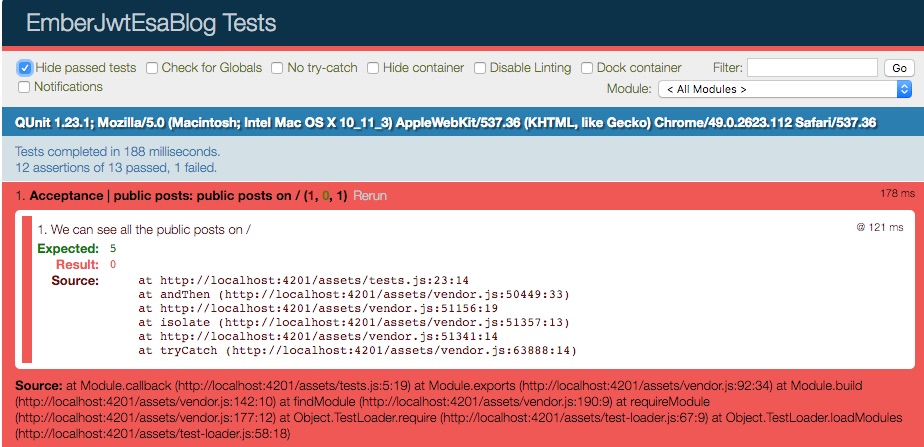 EmberJwtEsaBlog Tests
Hide passed tests Check for Globals No try-catch Hide container Disable Linting Dock container Filter: Go
Notifications Module: < All Modules >
QUnit 1.23.1; Mozilla/5.0 (Macintosh; Intel Mac OS X 10_11_3) AppleWebKit/537.36 (KHTML, like Gecko) Chrome/49.0.2623.112 Safari/537.36
Tests completed in 188 milliseconds.
12 assertions of 13 passed, 1 failed.
1. Acceptance | public posts: public posts on / (1, 0, 1) Rerun 178 ms
1. We can see all the public posts on / @ 121 ms
Expected: 5
Result: 0
Source: at http://localhost:4201/assets/tests.js:23:14
at andThen (http://localhost:4201/assets/vendor.js:50449:33)
at http://localhost:4201/assets/vendor.js:51156:19
at isolate (http://localhost:4201/assets/vendor.js:51357:13)
at http://localhost:4201/assets/vendor.js:51341:14
at tryCatch (http://localhost:4201/assets/vendor.js:63888:14)
Source: at Module.callback (http://localhost:4201/assets/tests.js:5:19) at Module.exports (http://localhost:4201/assets/vendor.js:92:34) at Module.build
(http://localhost:4201/assets/vendor.js:142:10) at findModule (http://localhost:4201/assets/vendor.js:190:9) at requireModule
(http://localhost:4201/assets/vendor.js:177:12) at Object.TestLoader.require (http://localhost:4201/assets/test-loader.js:67:9) at Object.TestLoader.loadModules
(http://localhost:4201/assets/test-loader.js:58:18)